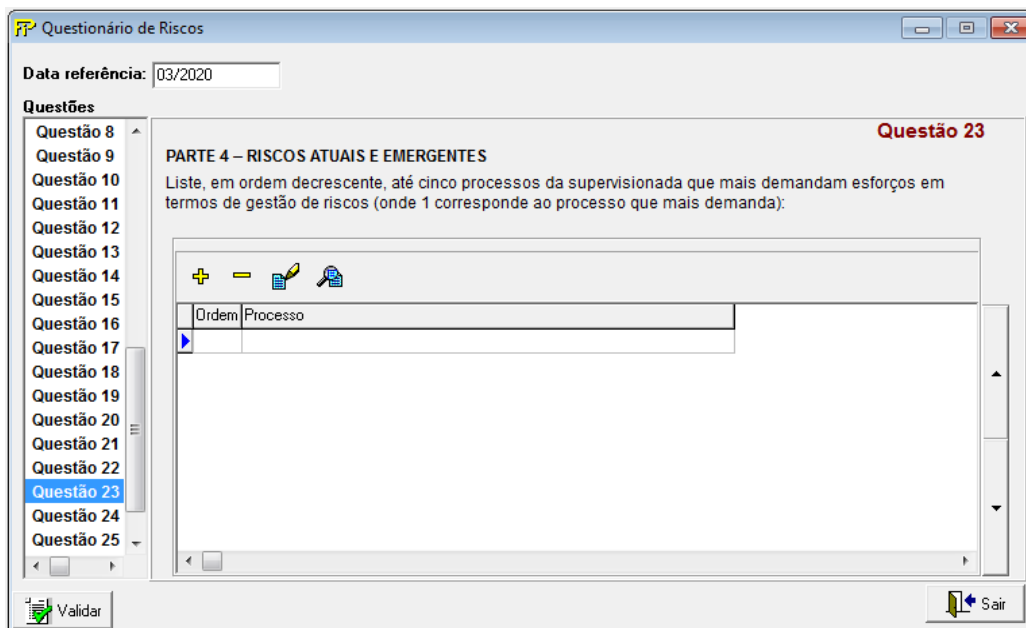 FIP Questionário de Riscos
Data referência: 03/2020
Questões
Questão 8
Questão 9
Questão 10
Questão 11
Questão 12
Questão 13
Questão 14
Questão 15
Questão 16
Questão 17
Questão 18
Questão 19
Questão 20
Questão 21
Questão 22
Questão 23
Questão 24
Questão 25
Questão 23
PARTE 4 – RISCOS ATUAIS E EMERGENTES
Liste, em ordem decrescente, até cinco processos da supervisionada que mais demandam esforços em
termos de gestão de riscos (onde 1 corresponde ao processo que mais demanda):
Ordem Processo
Validar
Sair